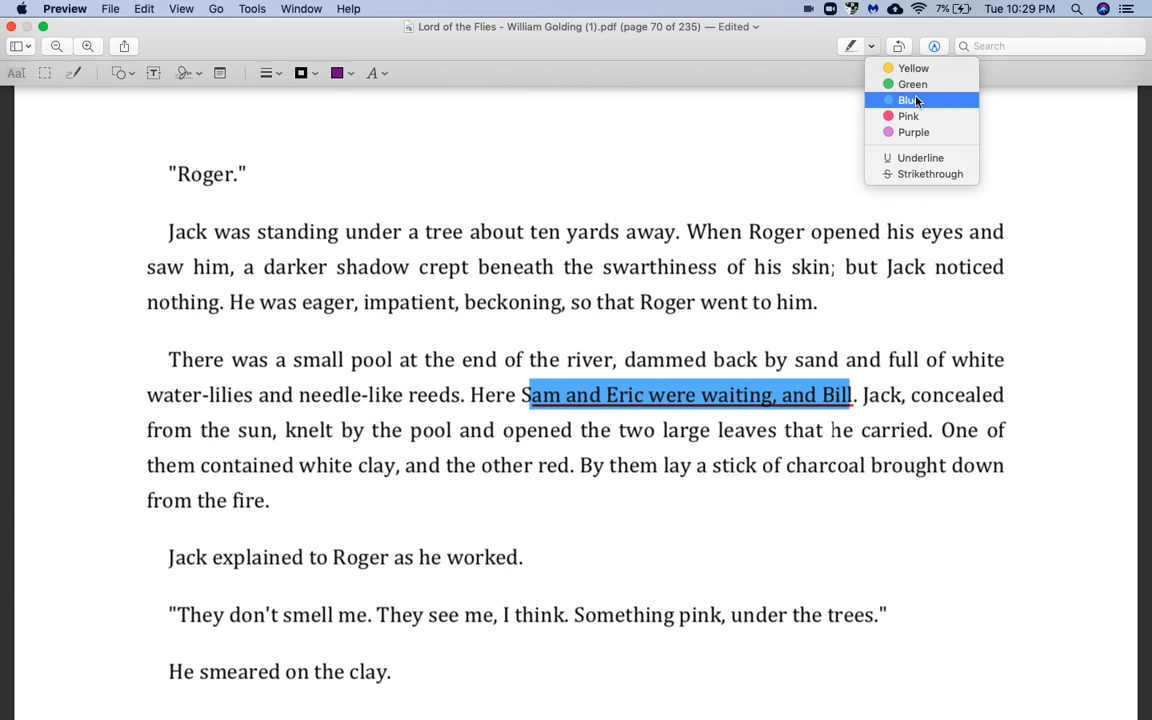 Preview File Edit View Go Tools Window Help 7% Tue 10:29 PM
Lord of the Flies - William Golding (1).pdf (page 70 of 235) — Edited
Search
AaI T A
Yellow
Green
Blue
Pink
Purple
U Underline
S Strikethrough
"Roger."
Jack was standing under a tree about ten yards away. When Roger opened his eyes and
saw him, a darker shadow crept beneath the swarthiness of his skin; but Jack noticed
nothing. He was eager, impatient, beckoning, so that Roger went to him.
There was a small pool at the end of the river, dammed back by sand and full of white
water-lilies and needle-like reeds. Here Sam and Eric were waiting, and Bill. Jack, concealed
from the sun, knelt by the pool and opened the two large leaves that he carried. One of
them contained white clay, and the other red. By them lay a stick of charcoal brought down
from the fire.
Jack explained to Roger as he worked.
"They don't smell me. They see me, I think. Something pink, under the trees."
He smeared on the clay.